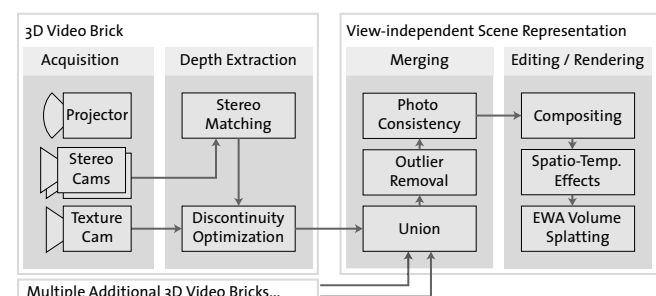 3D Video Brick
Acquisition
Depth Extraction
Projector
Stereo
Matching
Stereo
Cams
Texture
Cam
Discontinuity
Optimization
View-independent Scene Representation
Merging
Editing / Rendering
Photo
Consistency
Compositing
Outlier
Removal
Spatio-Temp.
Effects
Union
EWA Volume
Splatting
Multiple Additional 3D Video Bricks...